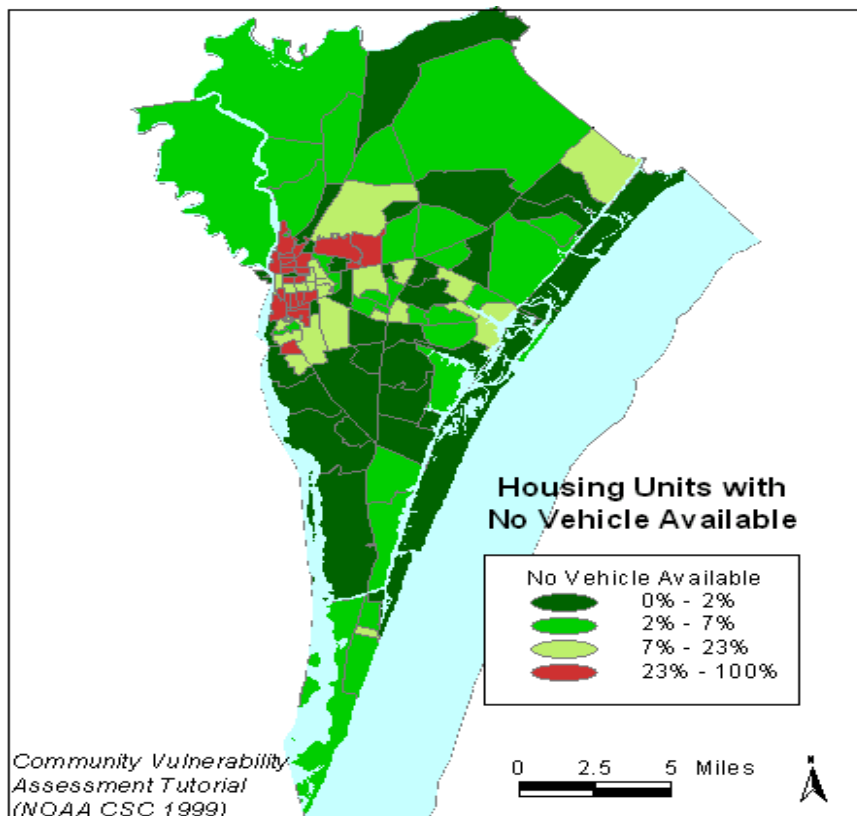 Housing Units with
No Vehicle Available
No Vehicle Available
0% - 2%
2% - 7%
7% - 23%
23% - 100%
Community Vulnerability
Assessment Tutorial
(NOAA CSC 1999)
0 2.5 5 Miles
N